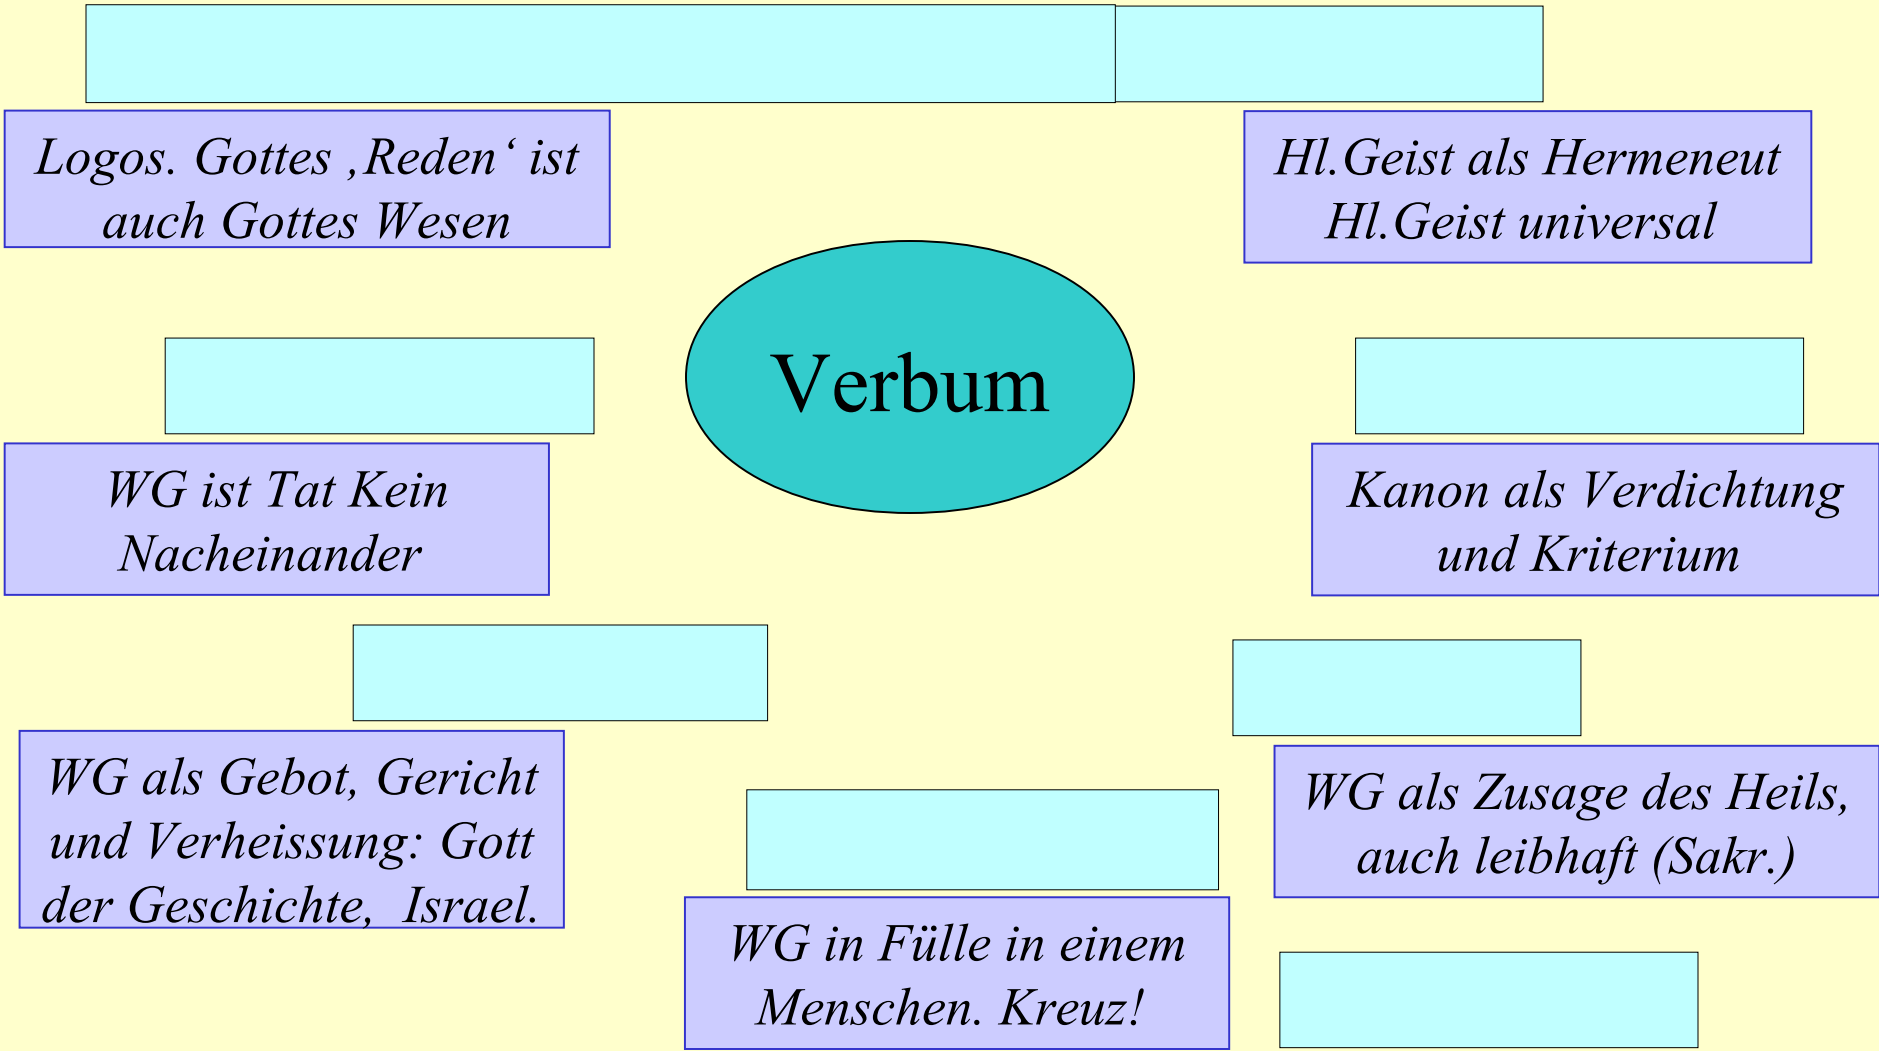 Logos. Gottes ‚Reden‘ ist
auch Gottes Wesen
Hl.Geist als Hermeneut
Hl.Geist universal
Verbum
WG ist Tat Kein
Nacheinander
Kanon als Verdichtung
und Kriterium
WG als Gebot, Gericht
und Verheissung: Gott
der Geschichte,  Israel.
WG als Zusage des Heils,
auch leibhaft (Sakr.)
WG in Fülle in einem
Menschen. Kreuz!